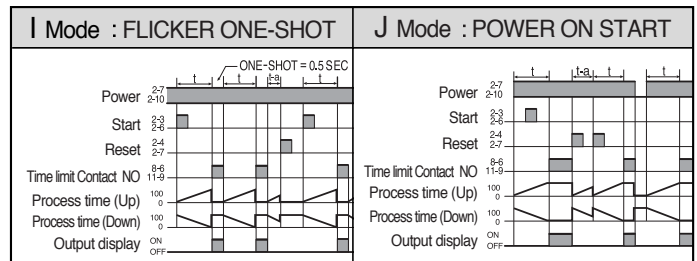 I Mode : FLICKER ONE-SHOT
ONE-SHOT = 0.5 SEC
t t t-a t
Power 2-7 2-10
Start 2-3 2-6
Reset 2-4 2-7
Time limit Contact NO 8-6 11-9
Process time (Up) 100 0
Process time (Down) 100 0
Output display ON OFF
J Mode : POWER ON START
t t-a t t
Power 2-7 2-10
Start 2-3 2-6
Reset 2-4 2-7
Time limit Contact NO 8-6 11-9
Process time (Up) 100 0
Process time (Down) 100 0
Output display ON OFF